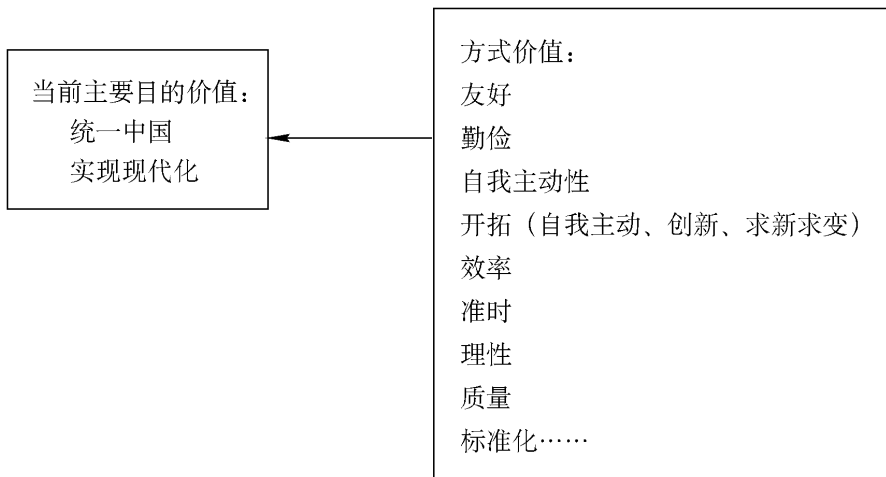 当前主要目的价值：
统一中国
实现现代化
方式价值：
友好
勤俭
自我主动性
开拓（自我主动、创新、求新求变）
效率
准时
理性
质量
标准化……